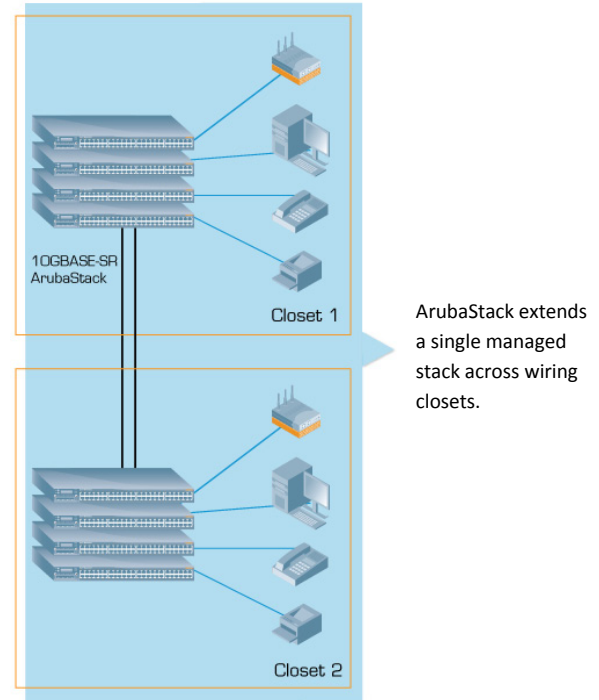 10GBASE-SR
ArubaStack
Closet 1
ArubaStack extends
a single managed
stack across wiring
closets.
Closet 2